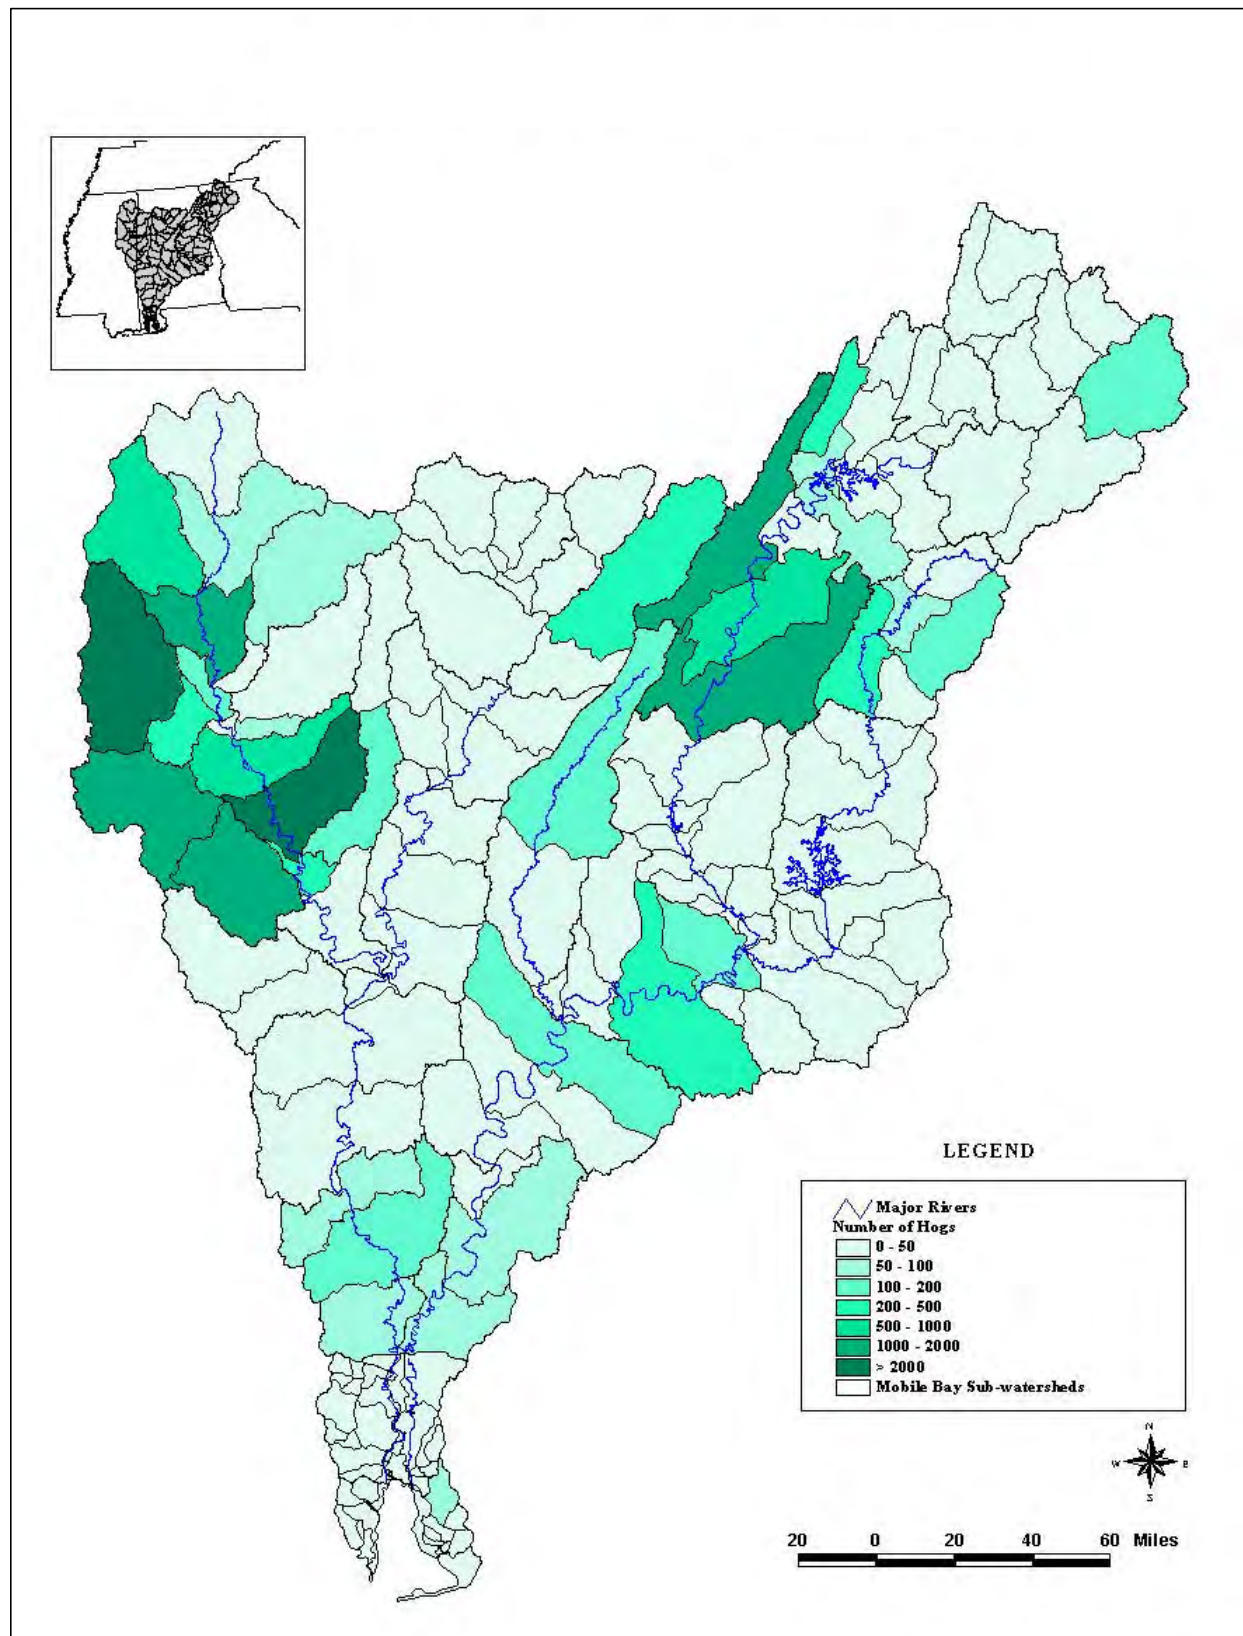 LEGEND
Major Rivers
Number of Hogs
0 - 50
50 - 100
100 - 200
200 - 500
500 - 1000
1000 - 2000
> 2000
Mobile Bay Sub-watersheds
N
W E
S
20 0 20 40 60 Miles